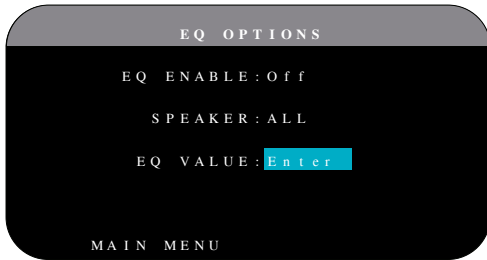 EQ OPTIONS
EQ ENABLE:Off
SPEAKER:ALL
EQ VALUE:Enter
MAIN MENU